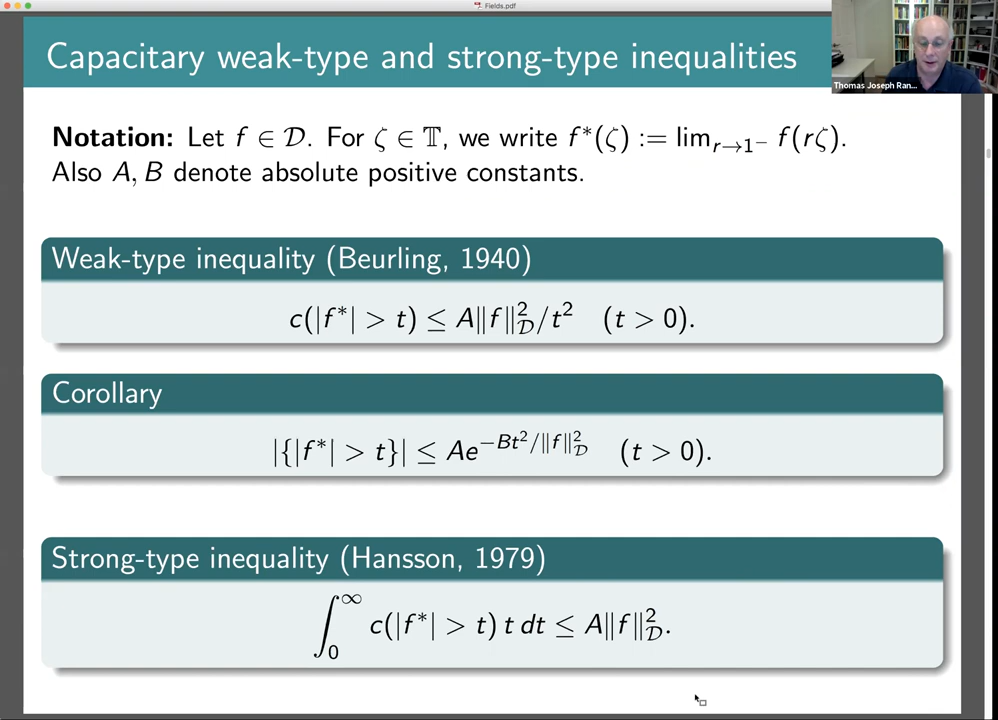 Fields.pdf
Capacitary weak-type and strong-type inequalities
Thomas Joseph Ran...
Notation: Let f ∈ 𝒟. For ζ ∈ 𝕋, we write f*(ζ) := lim_{r→1⁻} f(rζ).
Also A, B denote absolute positive constants.
Weak-type inequality (Beurling, 1940)
c(|f*| > t) ≤ A‖f‖²_𝒟/t² (t > 0).
Corollary
|{|f*| > t}| ≤ Ae^{−Bt²/‖f‖²_𝒟} (t > 0).
Strong-type inequality (Hansson, 1979)
∫₀^∞ c(|f*| > t) t dt ≤ A‖f‖²_𝒟.